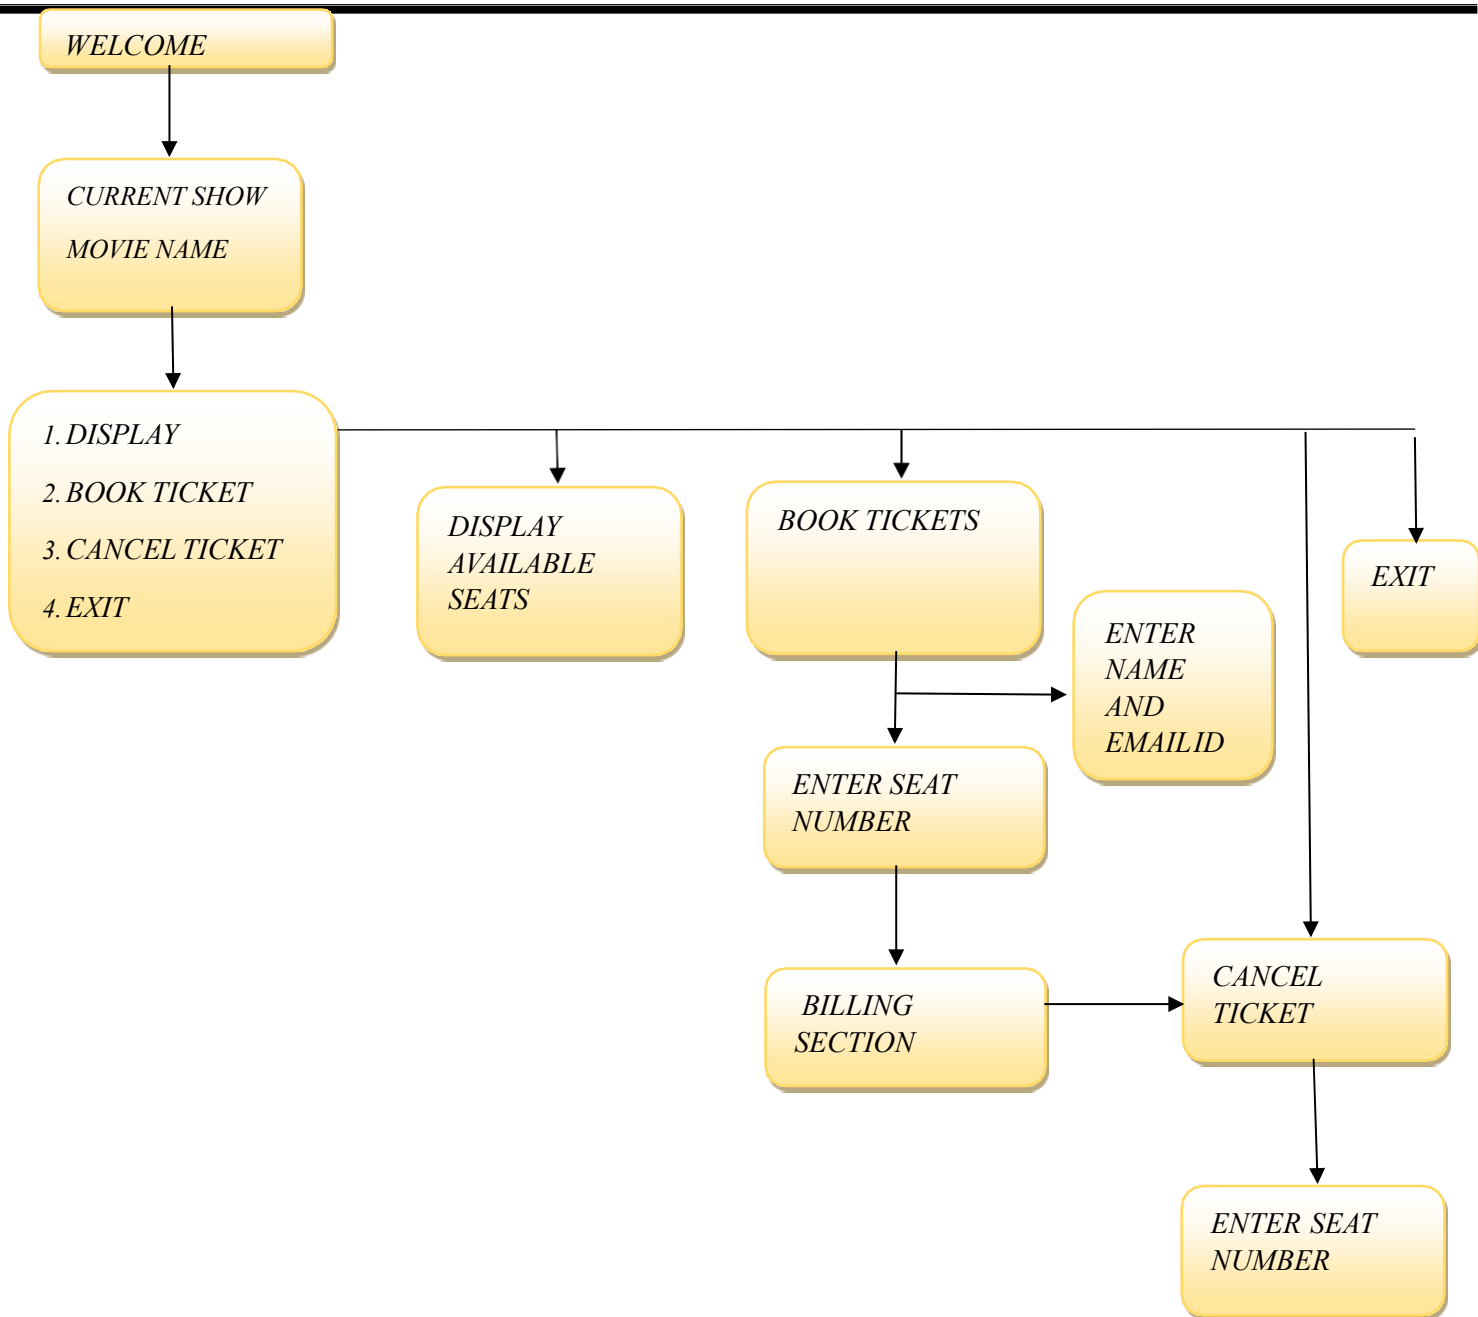 WELCOME
CURRENT SHOW
MOVIE NAME
1. DISPLAY
2. BOOK TICKET
3. CANCEL TICKET
4. EXIT
DISPLAY
AVAILABLE
SEATS
BOOK TICKETS
EXIT
ENTER
NAME
AND
EMAILID
ENTER SEAT
NUMBER
BILLING
SECTION
CANCEL
TICKET
ENTER SEAT
NUMBER